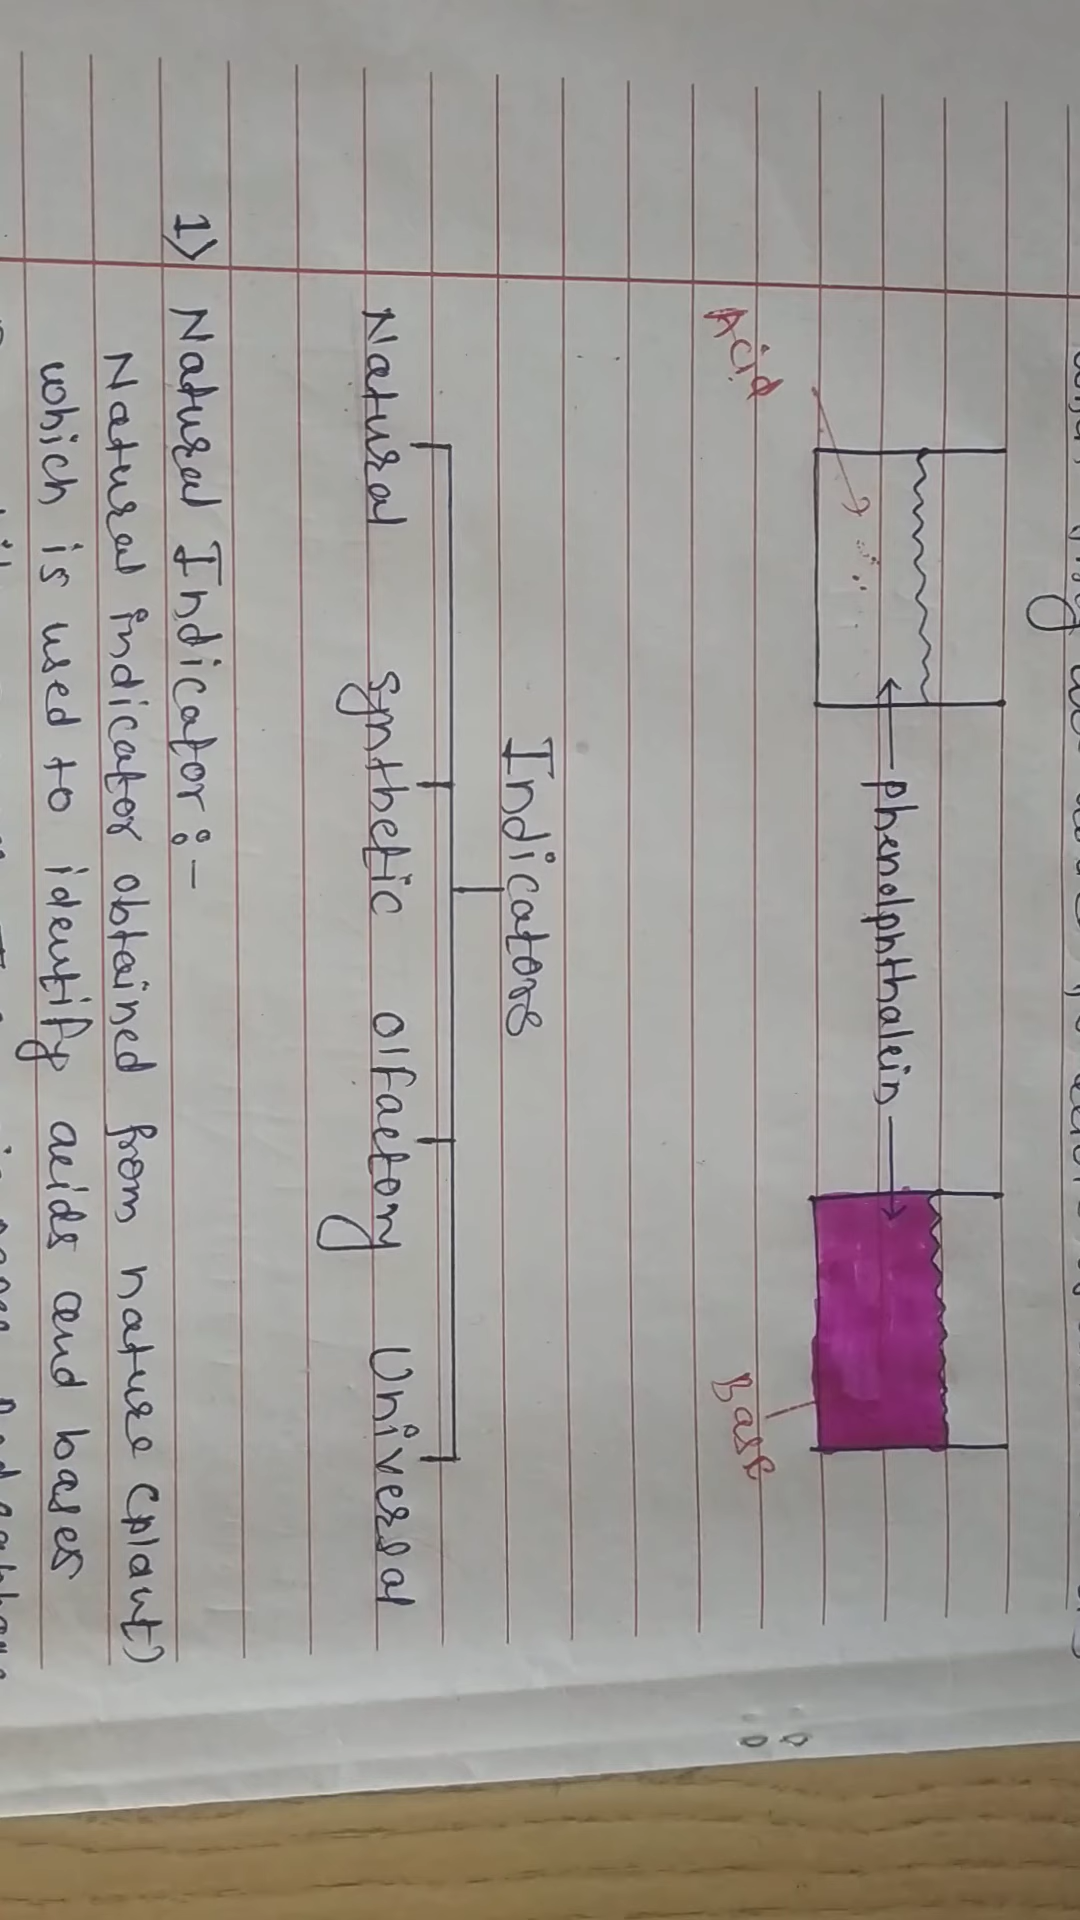 phenolphthalein
Acid
Base
Indicators
Natural Synthetic olfactory Universal
1) Natural Indicator :-
Natural indicator obtained from nature (plant)
which is used to identify acids and bases